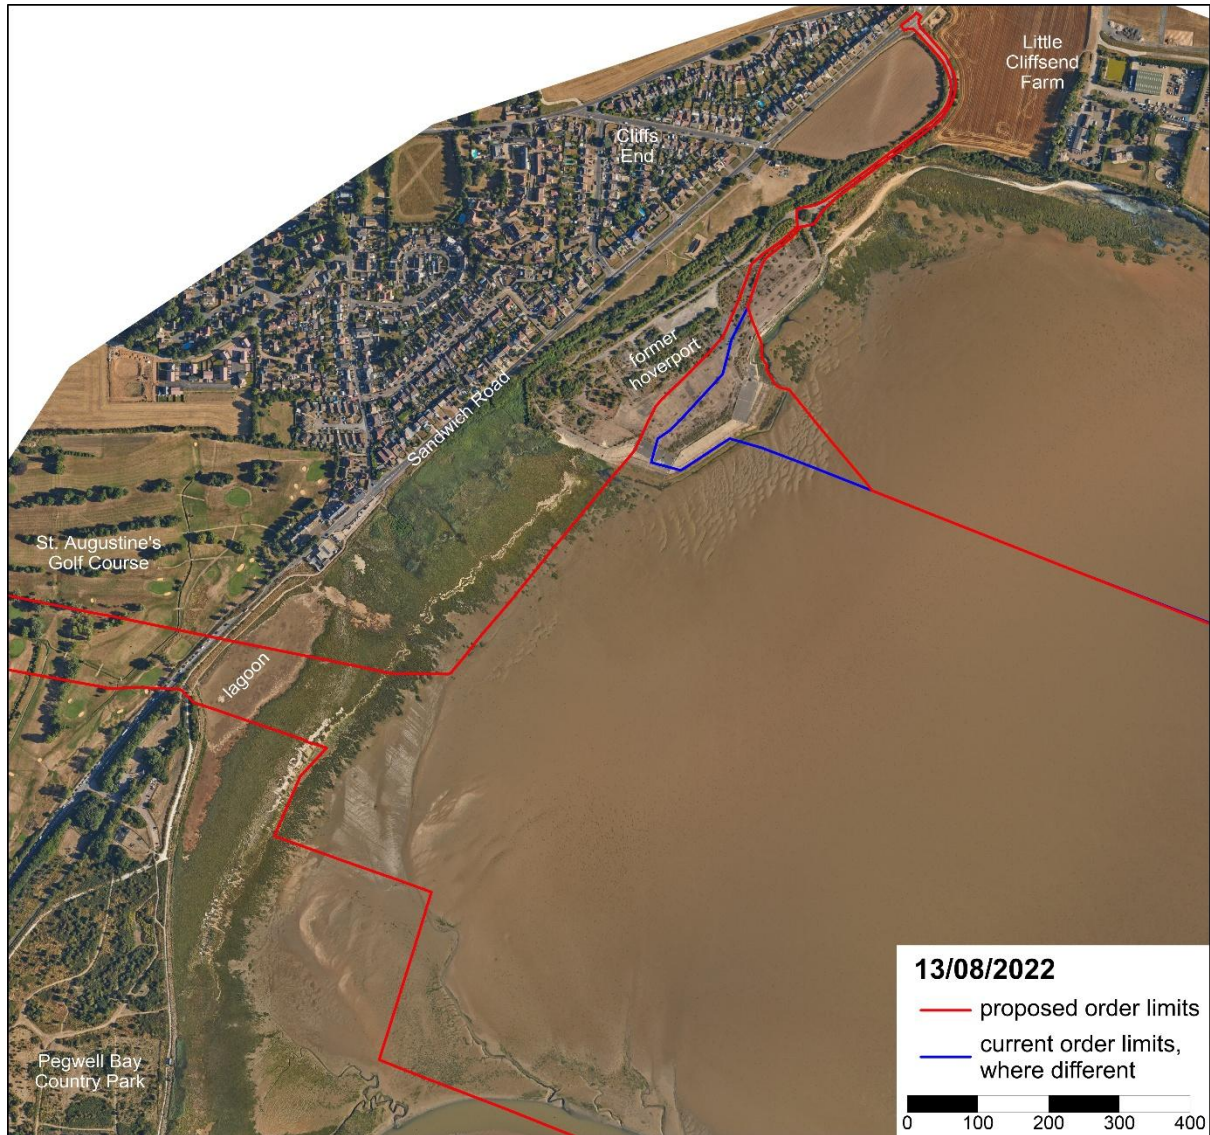 Little
Cliffsend
Farm
Cliffs
End
former
hoverport
Sandwich Road
St. Augustine's
Golf Course
lagoon
Pegwell Bay
Country Park
13/08/2022
proposed order limits
current order limits,
where different
0 100 200 300 400